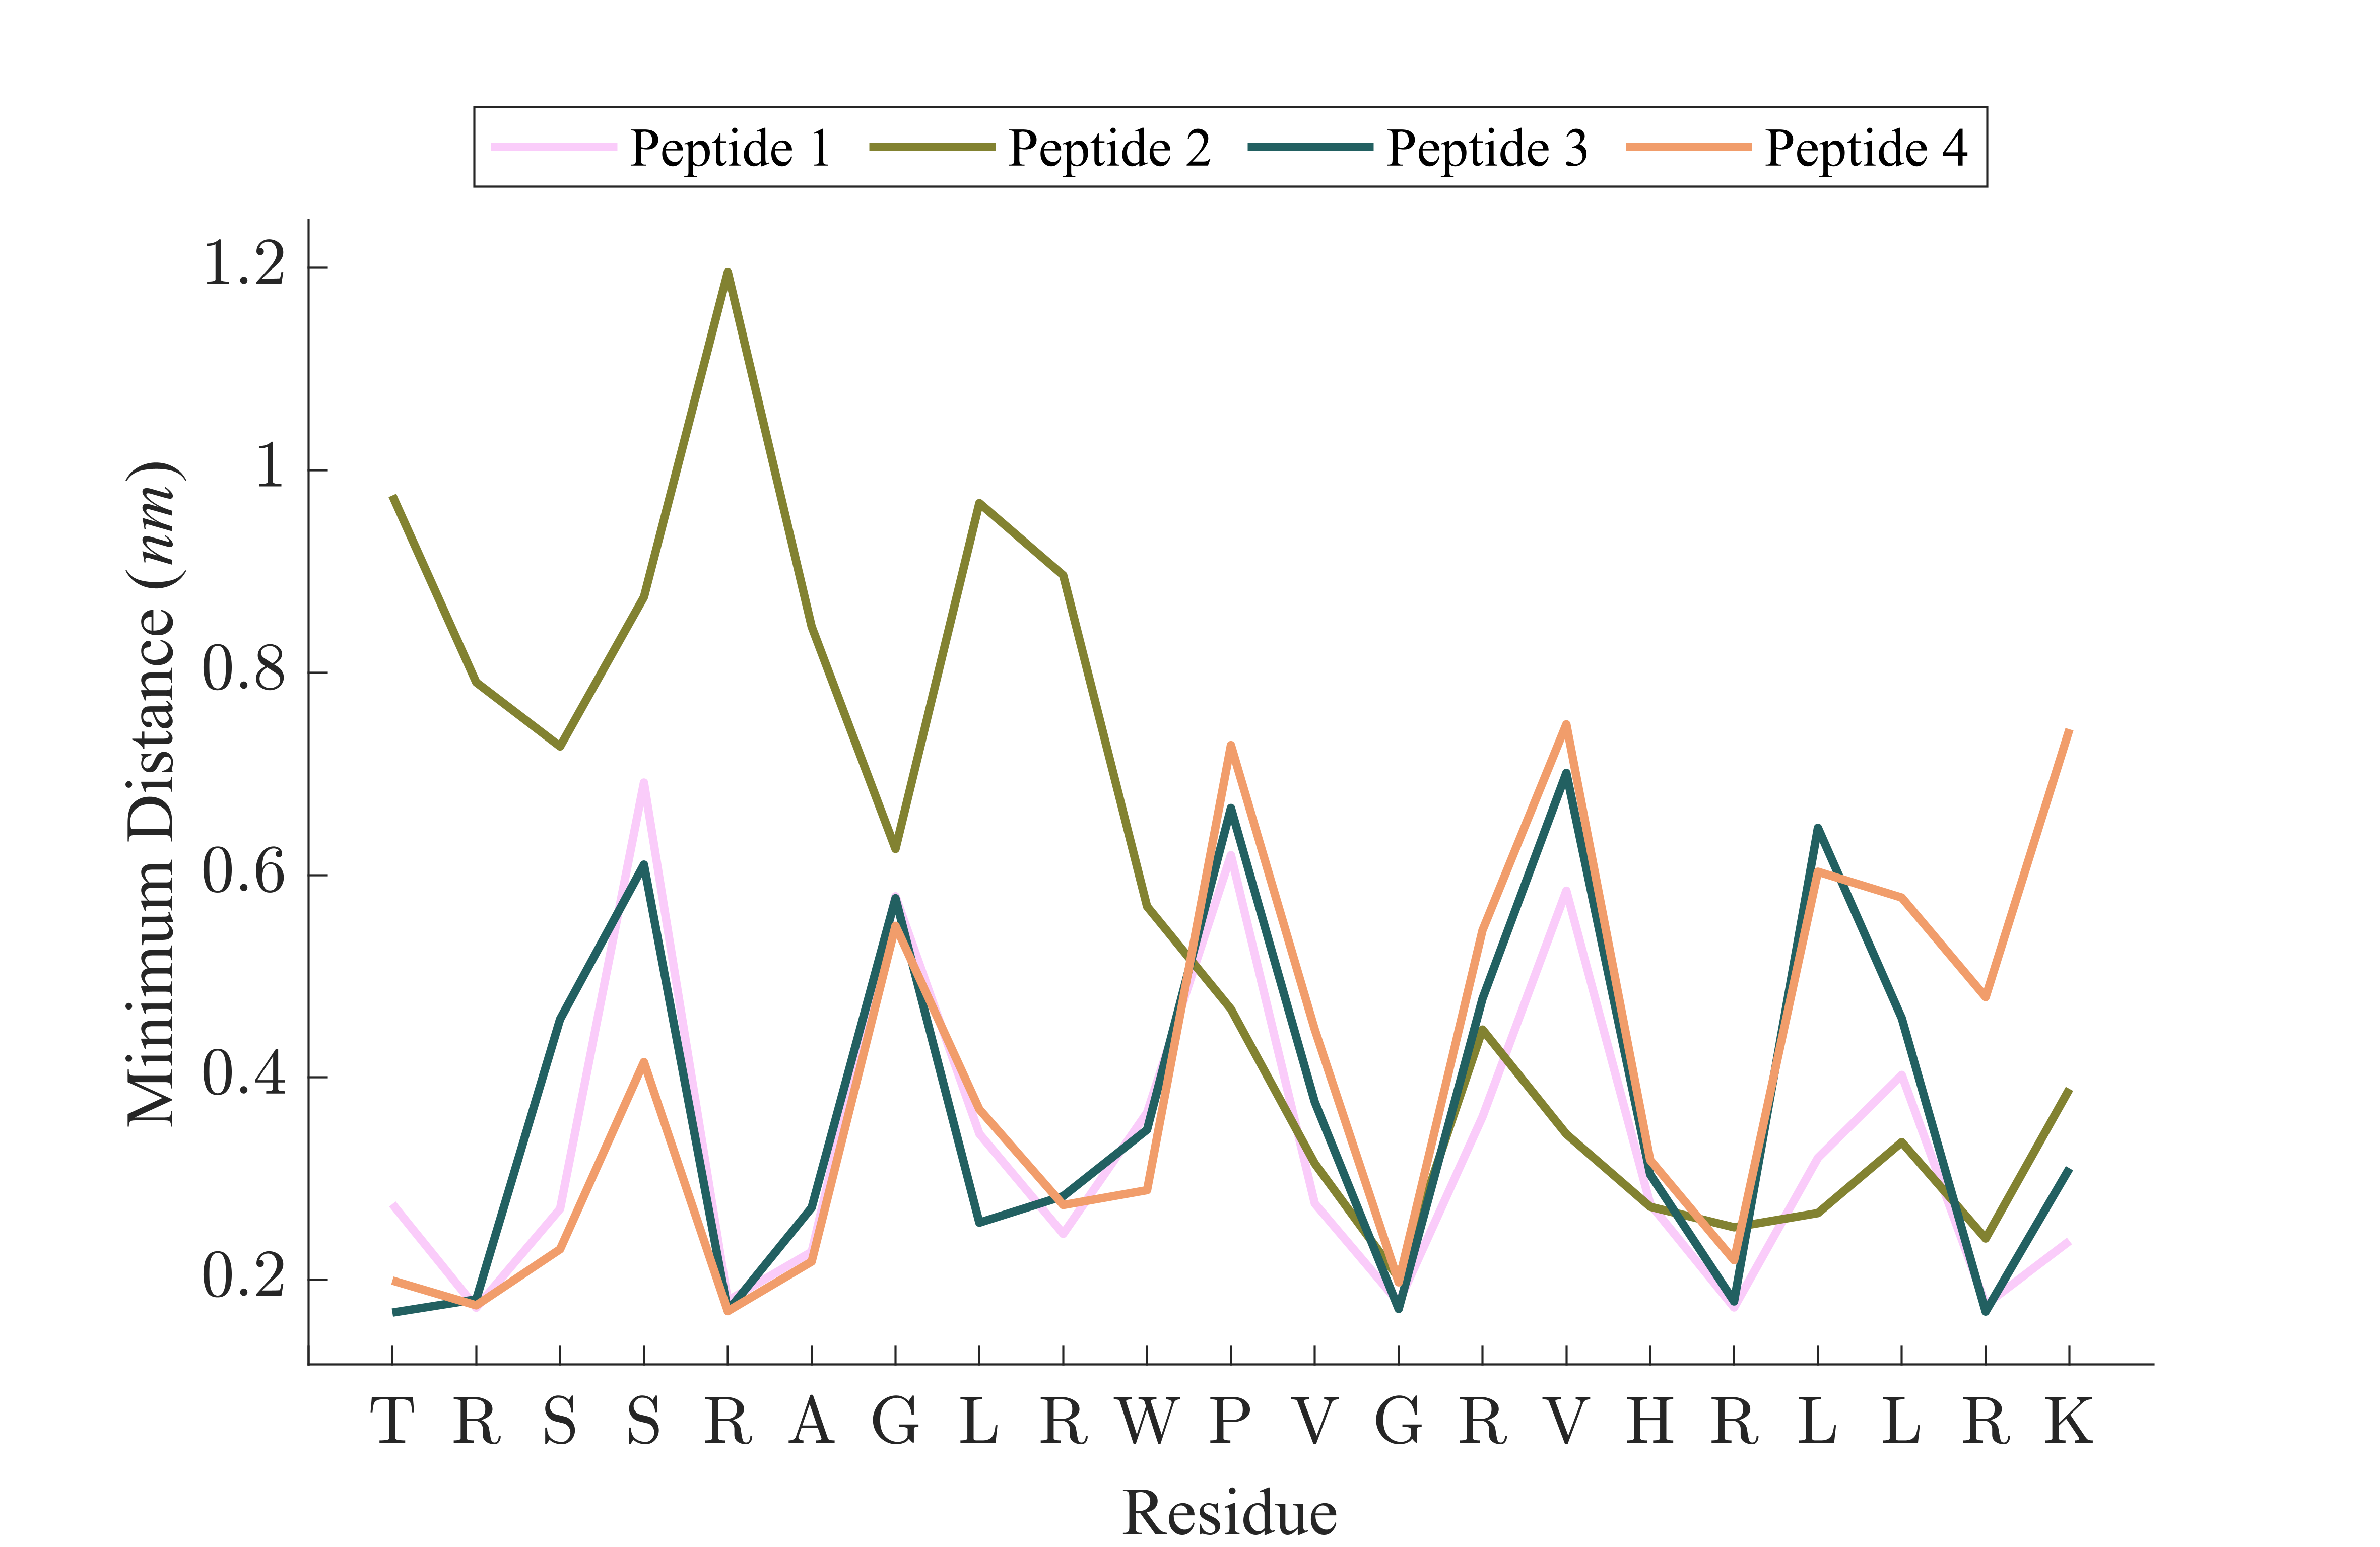 Peptide 1 Peptide 2 Peptide 3 Peptide 4
1.2
1
0.8
0.6
0.4
0.2
Minimum Distance (nm)
T R S S R A G L R W P V G R V H R L L R K
Residue